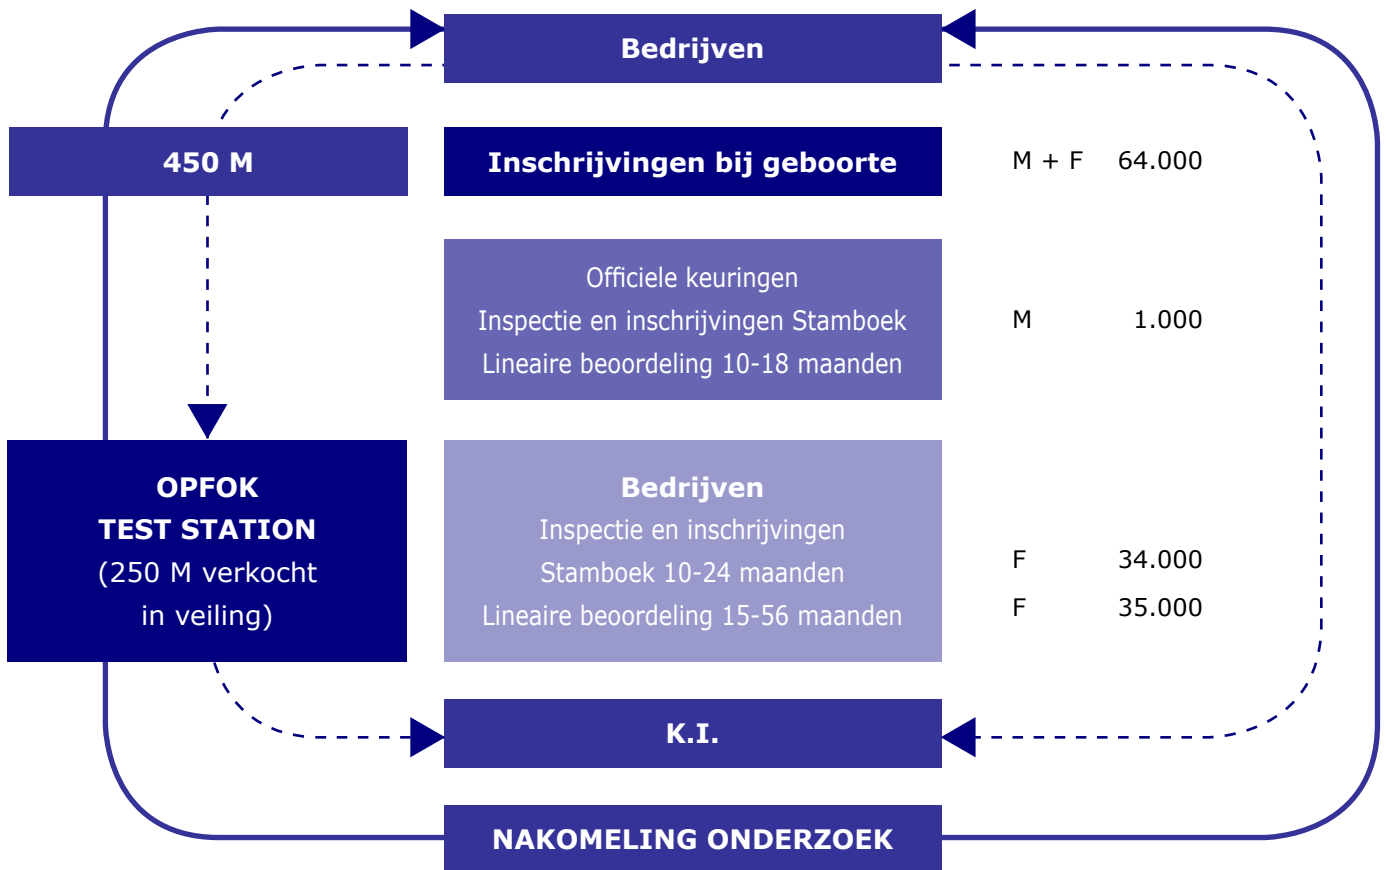 Bedrijven
450 M
Inschrijvingen bij geboorte
M + F 64.000
Officiele keuringen
Inspectie en inschrijvingen Stamboek
Lineaire beoordeling 10-18 maanden
M 1.000
OPFOK
TEST STATION
(250 M verkocht
in veiling)
Bedrijven
Inspectie en inschrijvingen
Stamboek 10-24 maanden
Lineaire beoordeling 15-56 maanden
F 34.000
F 35.000
K.I.
NAKOMELING ONDERZOEK